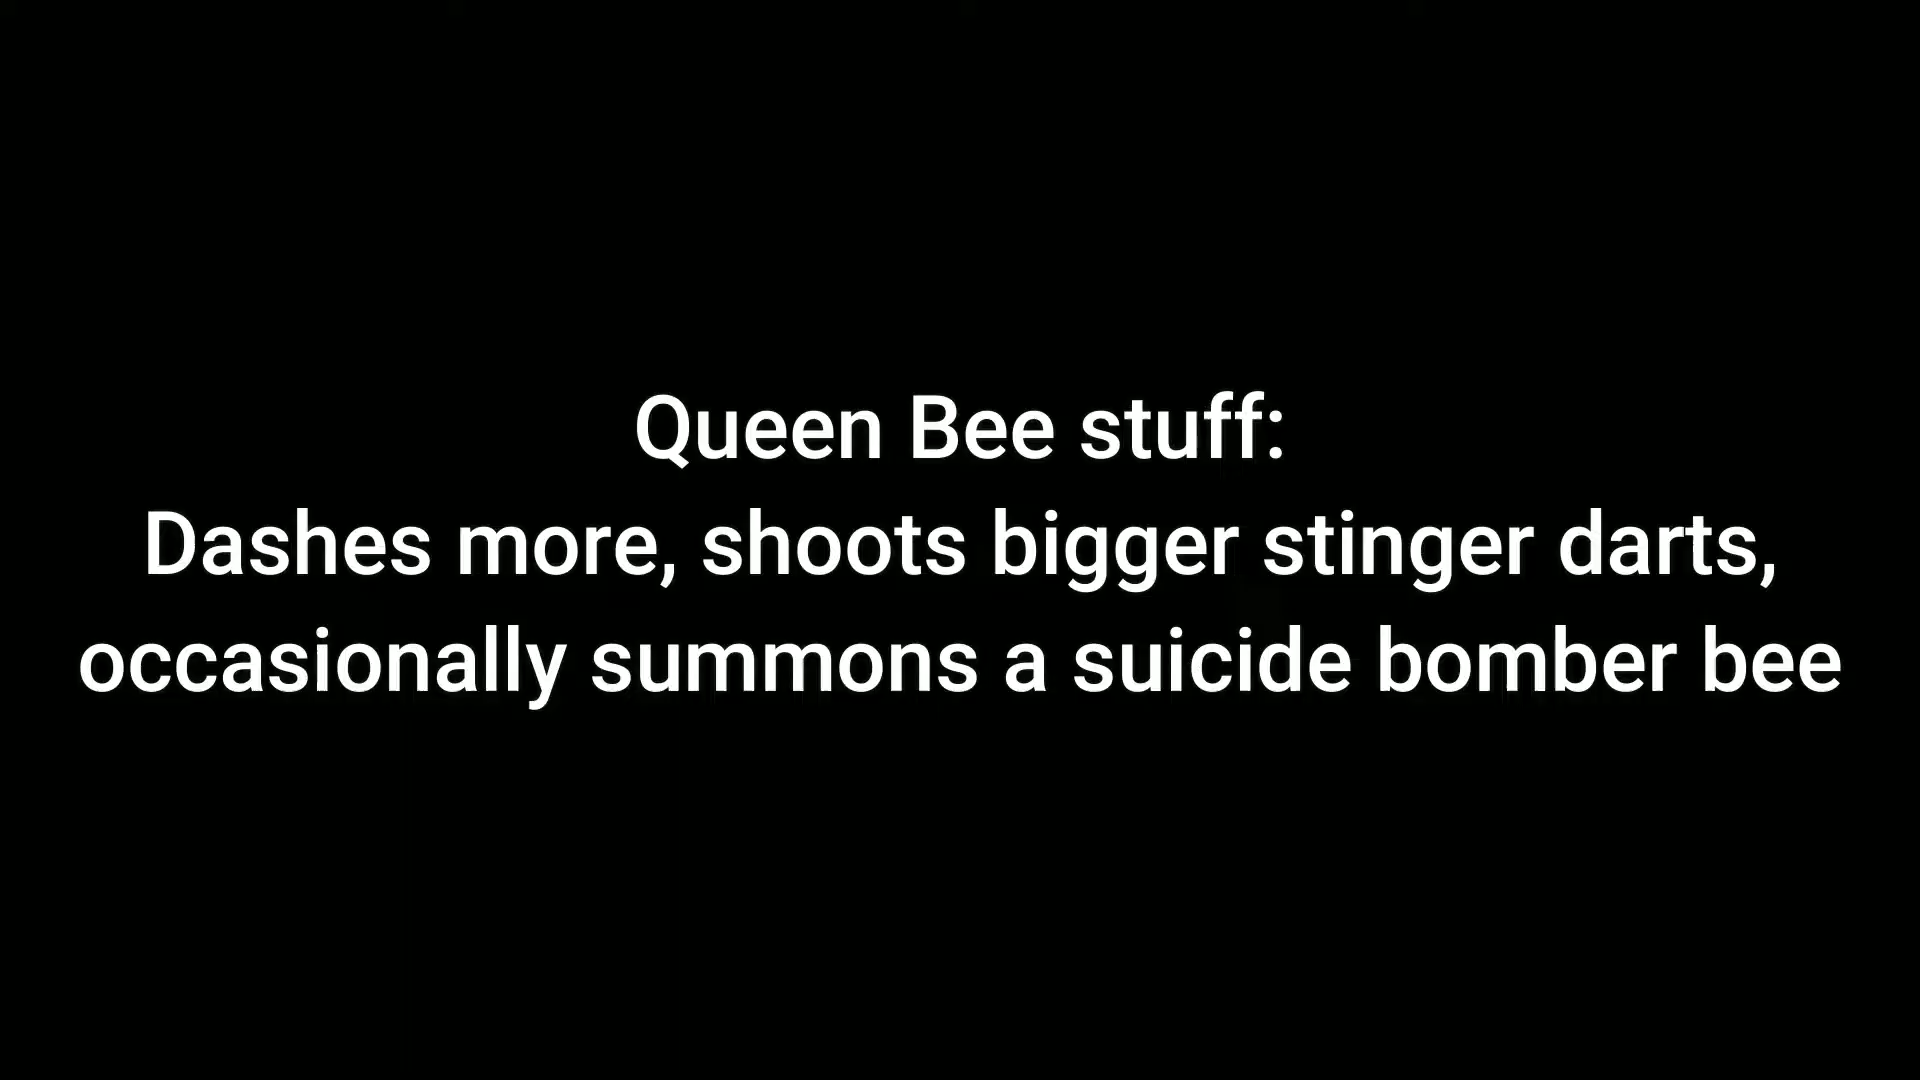 Queen Bee stuff:
Dashes more, shoots bigger stinger darts,
occasionally summons a suicide bomber bee